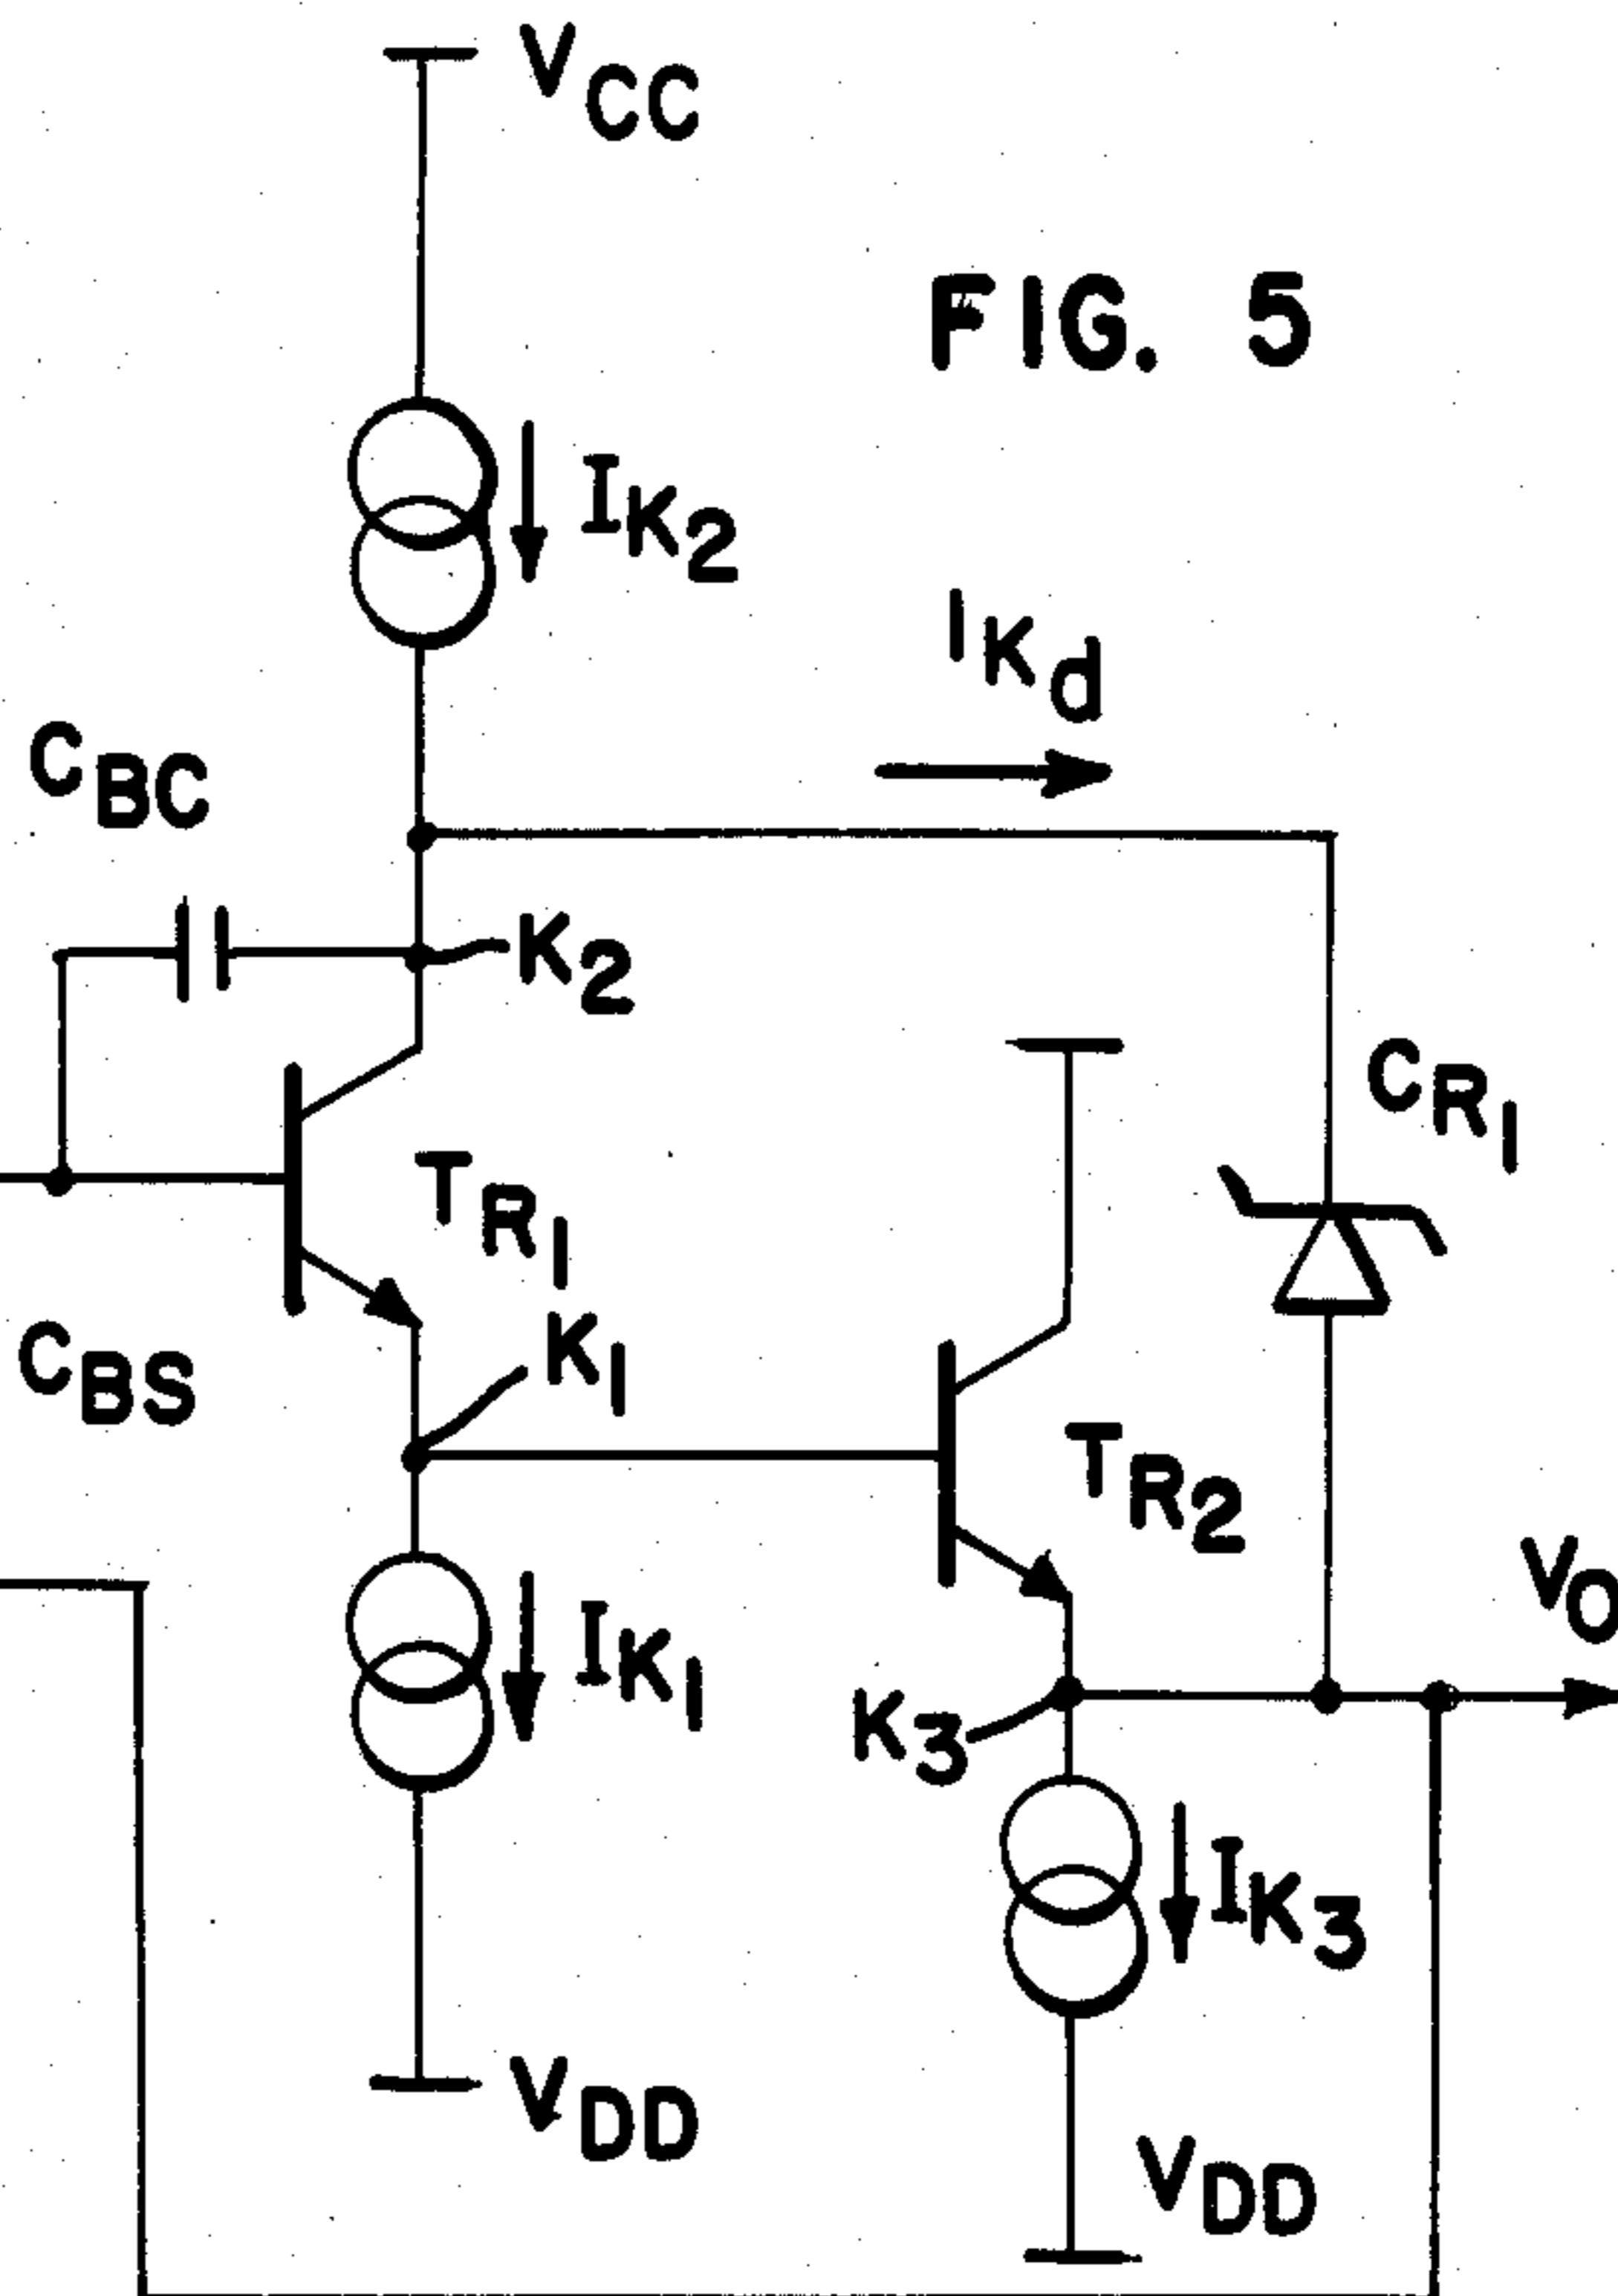 VCC
FIG. 5
IK2
IKd
CBC
K2
CR1
TR1
K1
CBS
TR2
VO
IK1
K3
IK3
VDD
VDD